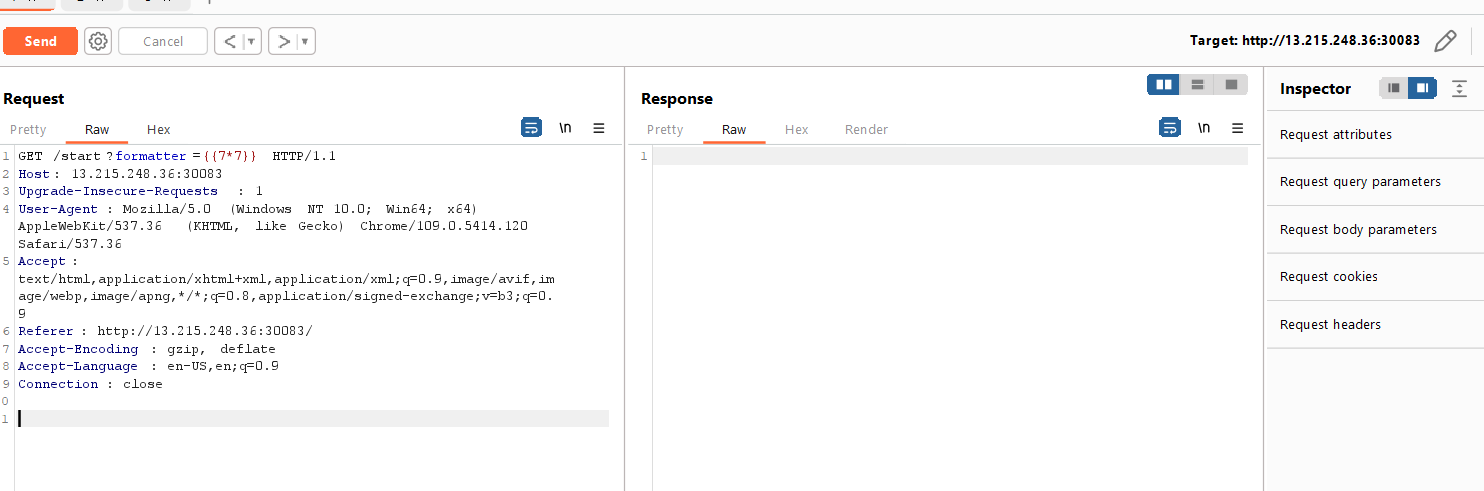 Send
Cancel
Target: http://13.215.248.36:30083
Request
Pretty Raw Hex
\n
1 GET /start?formatter={{7*7}} HTTP/1.1
2 Host: 13.215.248.36:30083
3 Upgrade-Insecure-Requests : 1
4 User-Agent : Mozilla/5.0 (Windows NT 10.0; Win64; x64)
AppleWebKit/537.36 (KHTML, like Gecko) Chrome/109.0.5414.120
Safari/537.36
5 Accept :
text/html,application/xhtml+xml,application/xml;q=0.9,image/avif,im
age/webp,image/apng,*/*;q=0.8,application/signed-exchange;v=b3;q=0.
9
6 Referer : http://13.215.248.36:30083/
7 Accept-Encoding : gzip, deflate
8 Accept-Language : en-US,en;q=0.9
9 Connection : close
0
1
Response
Pretty Raw Hex Render
\n
1
Inspector
Request attributes
Request query parameters
Request body parameters
Request cookies
Request headers